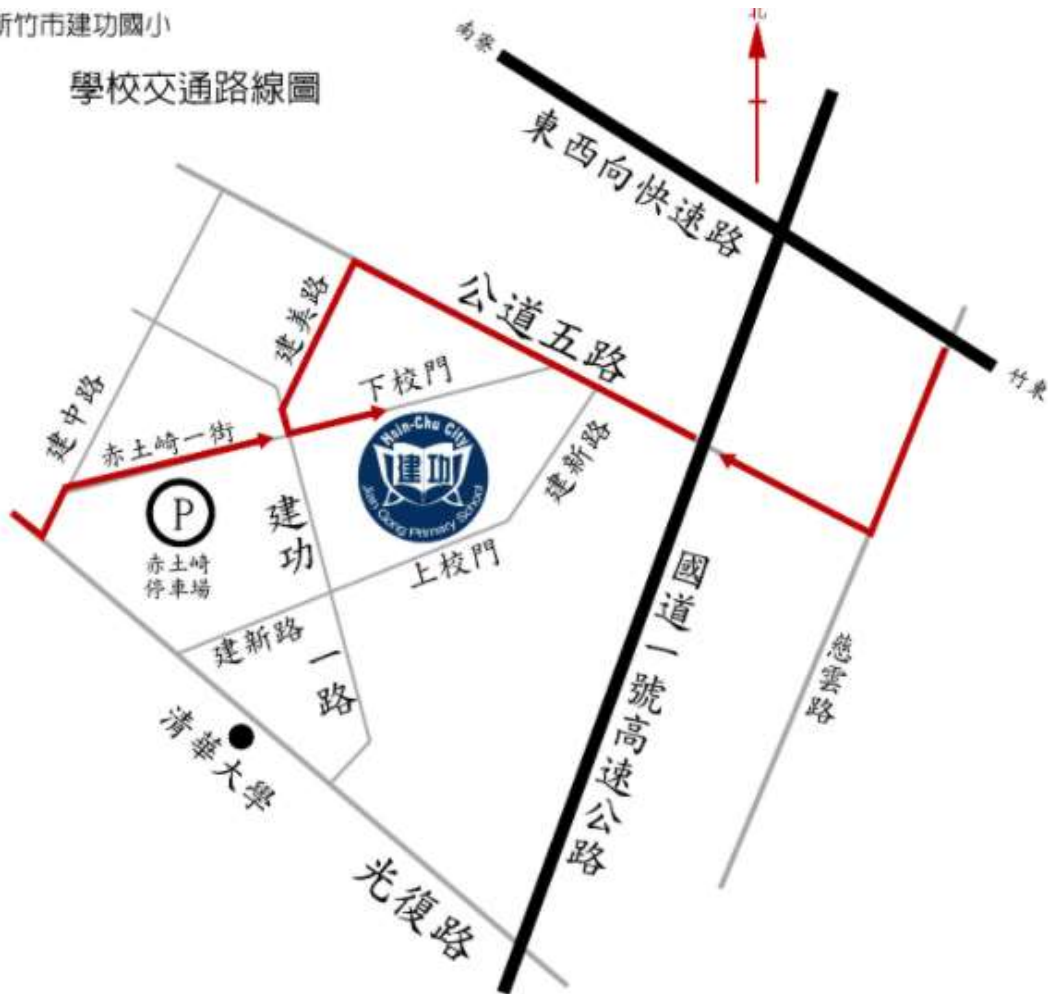 新竹市建功國小
學校交通路線圖
北
南寮
東西向快速路
竹東
公道五路
建美路
下校門
建中路
赤土崎一街
Hsin-Chu City
建功
Jian Gong Primary School
建新路
P
赤土崎
停車場
建功一路
上校門
建新路
國道一號高速公路
慈雲路
清華大學
光復路